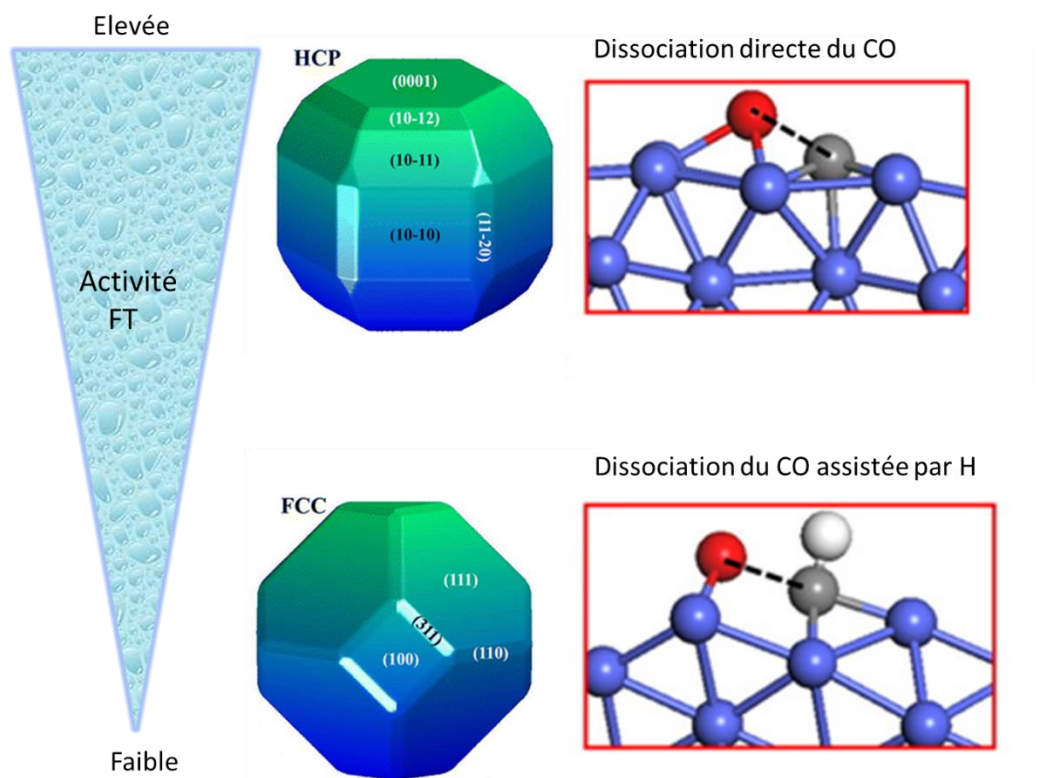 Elevée
HCP
(0001)
(10-12)
(10-11)
(10-10)
(11-20)
Dissociation directe du CO
Activité
FT
Dissociation du CO assistée par H
FCC
(111)
(311)
(100)
(110)
Faible